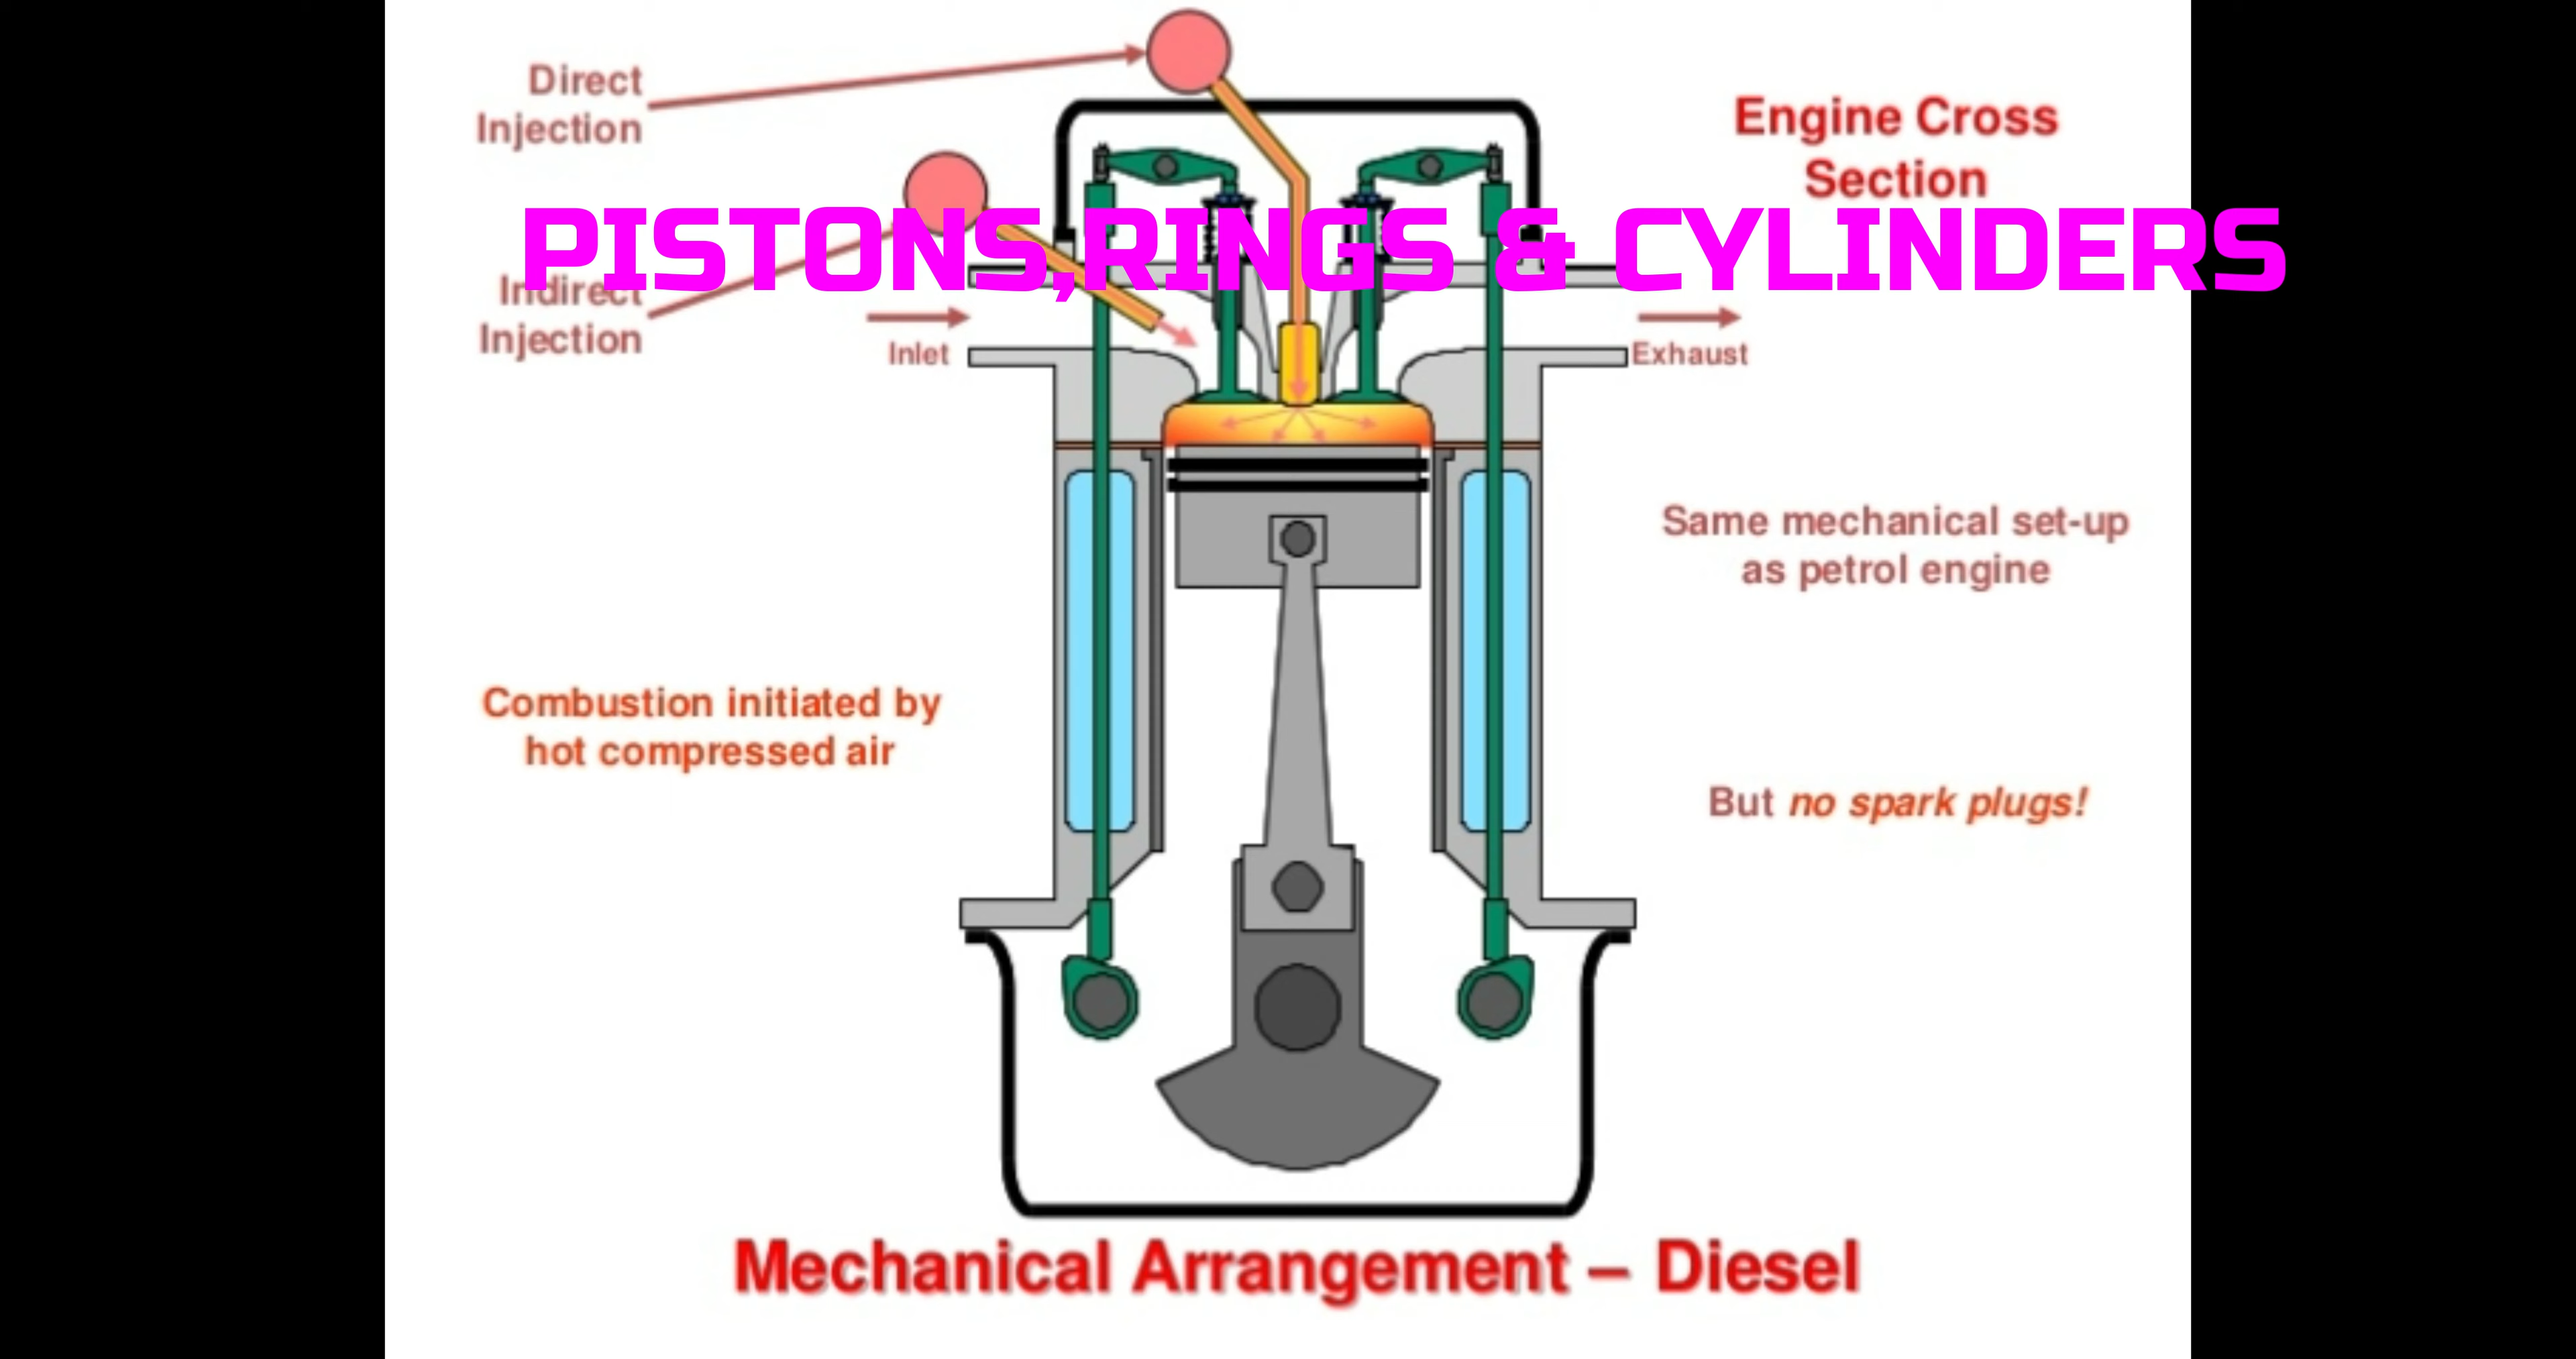 Direct
Injection
Engine Cross
Section
PISTONS,RINGS & CYLINDERS
Indirect
Injection
Inlet
Exhaust
Same mechanical set-up
as petrol engine
Combustion initiated by
hot compressed air
But no spark plugs!
Mechanical Arrangement – Diesel